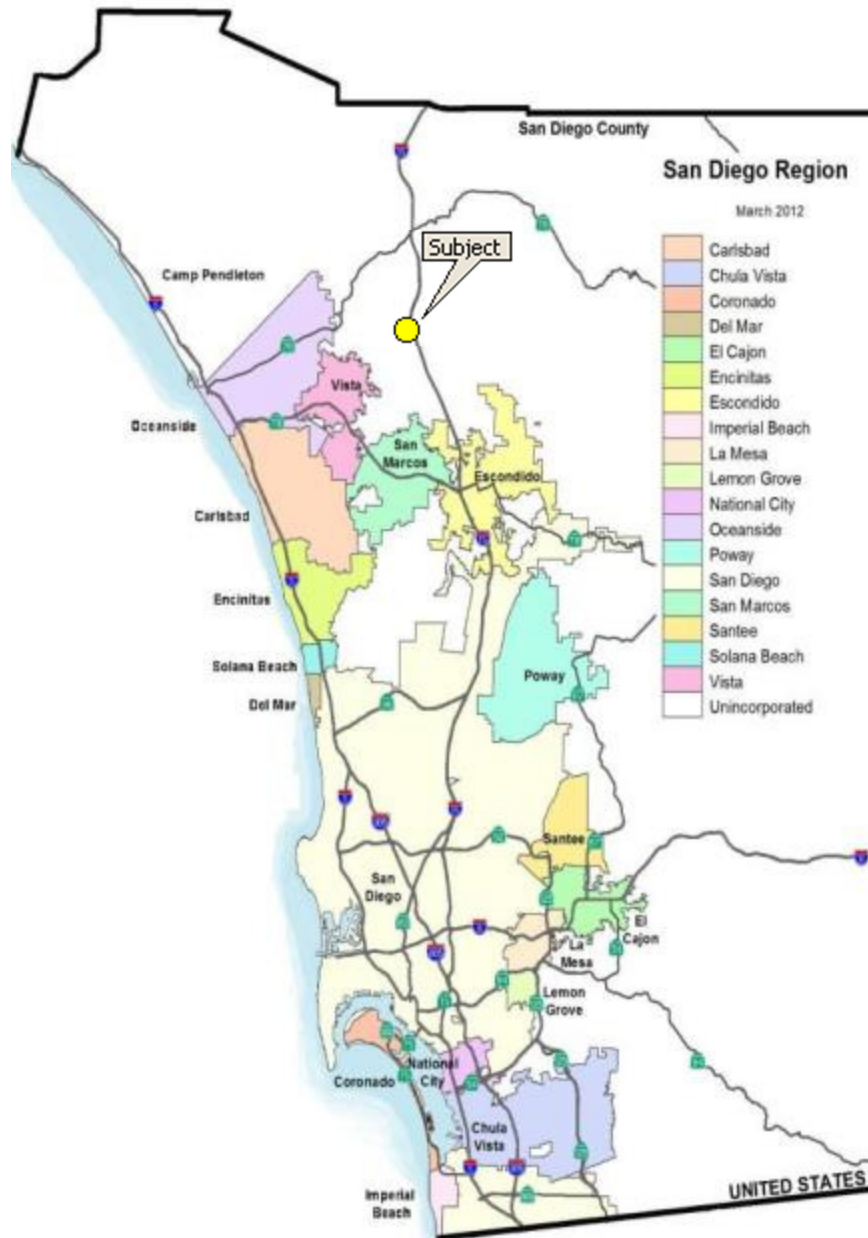 San Diego County
San Diego Region
March 2012
Carlsbad
Chula Vista
Coronado
Del Mar
El Cajon
Encinitas
Escondido
Imperial Beach
La Mesa
Lemon Grove
National City
Oceanside
Poway
San Diego
San Marcos
Santee
Solana Beach
Vista
Unincorporated
Subject
Camp Pendleton
Vista
Oceanside
San
Marcos
Escondido
Carlsbad
Encinitas
Solana Beach
Del Mar
Poway
Santee
San
Diego
El
Cajon
La
Mesa
Lemon
Grove
National
City
Coronado
Chula
Vista
Imperial
Beach
UNITED STATES